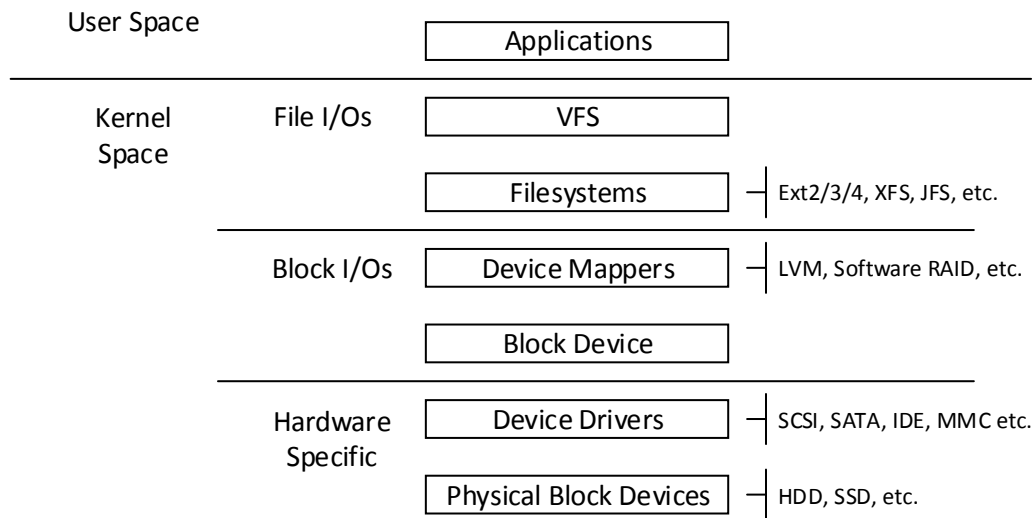 User Space
Applications
Kernel
Space
File I/Os
VFS
Filesystems
Ext2/3/4, XFS, JFS, etc.
Block I/Os
Device Mappers
LVM, Software RAID, etc.
Block Device
Hardware
Specific
Device Drivers
SCSI, SATA, IDE, MMC etc.
Physical Block Devices
HDD, SSD, etc.